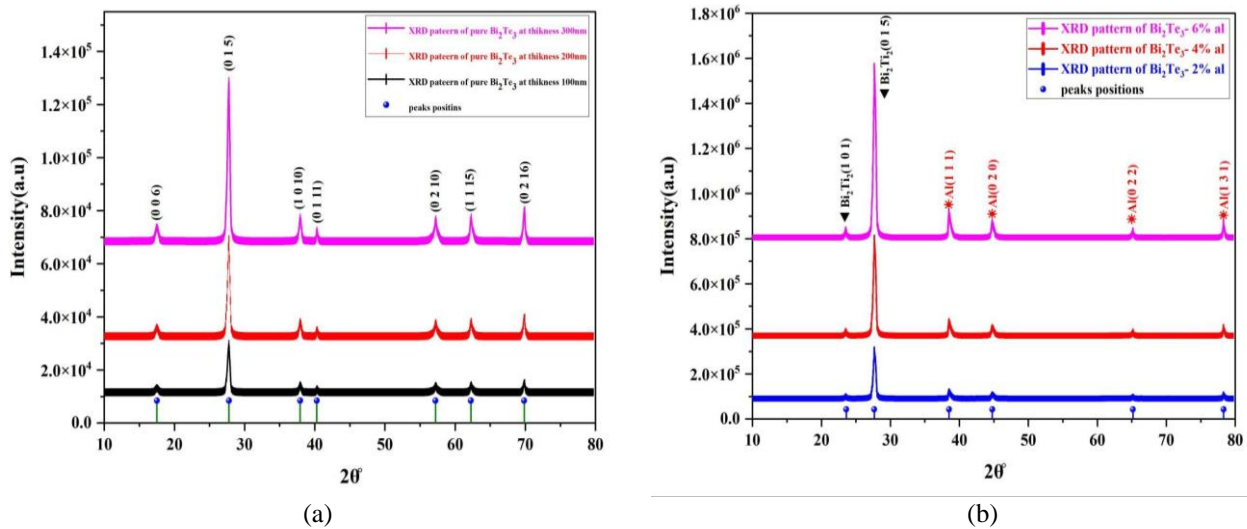 XRD pateern of pure Bi₂Te₃ at thikness 300nm
XRD pateern of pure Bi₂Te₃ at thikness 200nm
XRD pateern of pure Bi₂Te₃ at thikness 100nm
peaks positins
(0 0 6)
(0 1 5)
(1 0 10)
(0 1 11)
(0 2 10)
(1 1 15)
(0 2 16)
Intensity(a.u)
1.4×10⁵
1.2×10⁵
1.0×10⁵
8.0×10⁴
6.0×10⁴
4.0×10⁴
2.0×10⁴
0.0
10 20 30 40 50 60 70 80
2θ°
(a)
XRD pattern of Bi₂Te₃- 6% al
XRD pattern of Bi₂Te₃- 4% al
XRD pattern of Bi₂Te₃- 2% al
peaks positions
Bi₂Ti₂(1 0 1)
Bi₂Ti₂(0 1 5)
Al(1 1 1)
Al(0 2 0)
Al(0 2 2)
Al(1 3 1)
Intensity(a.u)
1.8×10⁶
1.6×10⁶
1.4×10⁶
1.2×10⁶
1.0×10⁶
8.0×10⁵
6.0×10⁵
4.0×10⁵
2.0×10⁵
0.0
10 20 30 40 50 60 70 80
2θ°
(b)